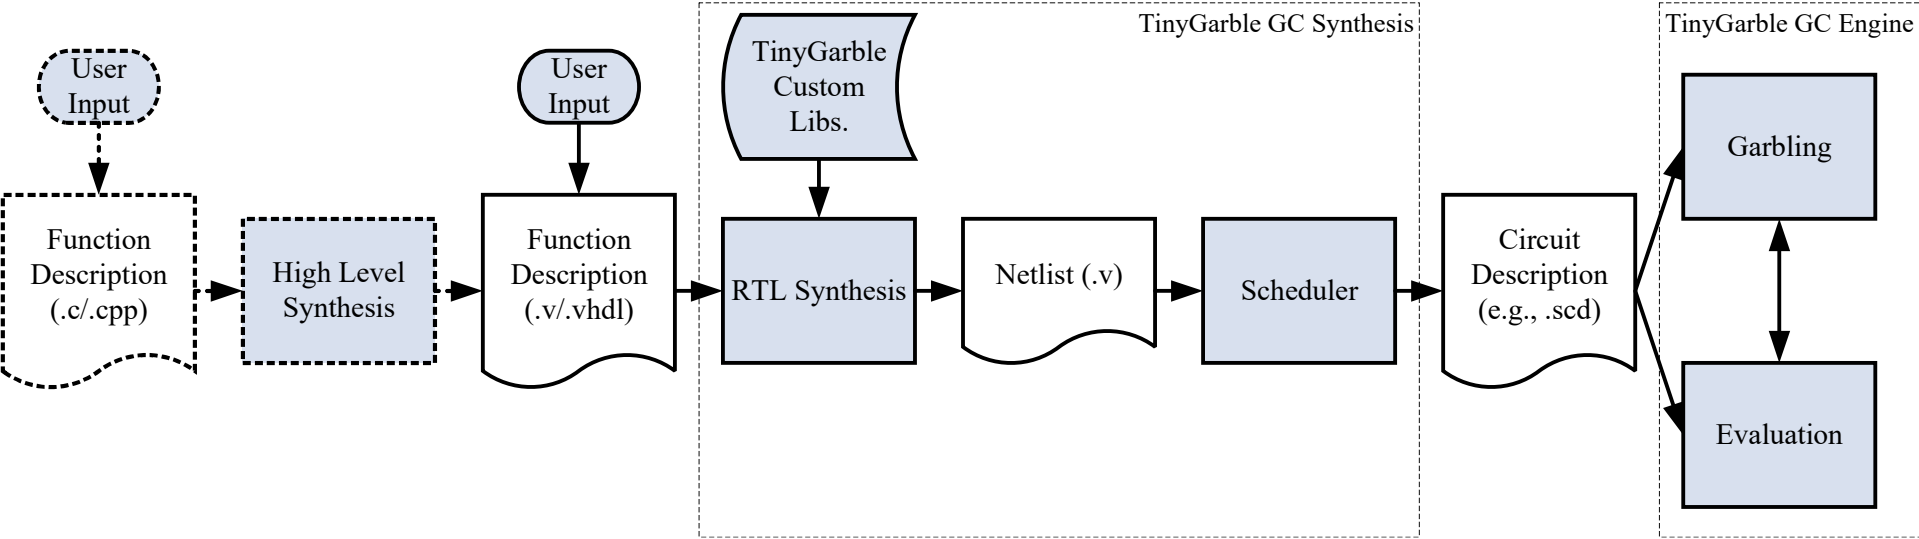 TinyGarble GC Synthesis
TinyGarble GC Engine
User
Input
Function
Description
(.c/.cpp)
High Level
Synthesis
User
Input
Function
Description
(.v/.vhdl)
TinyGarble
Custom
Libs.
RTL Synthesis
Netlist (.v)
Scheduler
Circuit
Description
(e.g., .scd)
Garbling
Evaluation